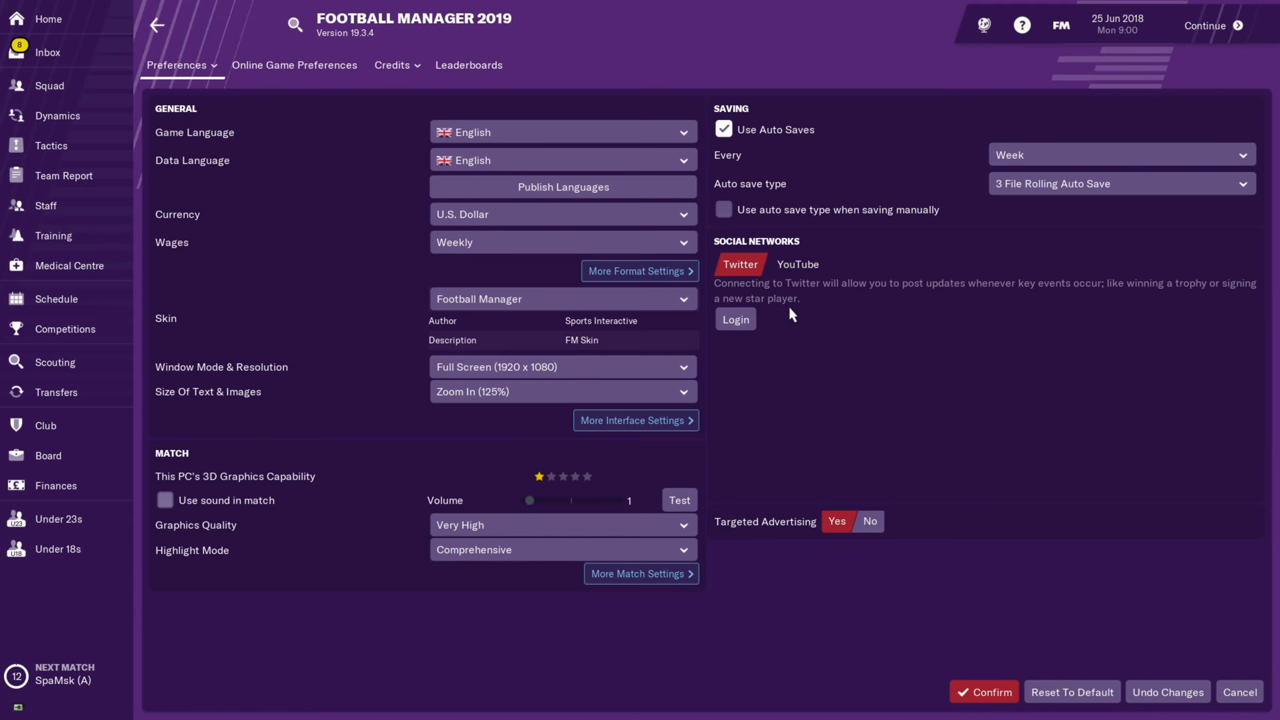 Home
8
Inbox
Squad
Dynamics
Tactics
Team Report
Staff
Training
Medical Centre
Schedule
Competitions
Scouting
Transfers
Club
Board
Finances
U23
Under 23s
U18
Under 18s
12
NEXT MATCH
SpaMsk (A)
FOOTBALL MANAGER 2019
Version 19.3.4
?
FM
25 Jun 2018
Mon 9:00
Continue
Preferences
Online Game Preferences
Credits
Leaderboards
GENERAL
Game Language
English
Data Language
English
Publish Languages
Currency
U.S. Dollar
Wages
Weekly
More Format Settings
Skin
Football Manager
Author
Sports Interactive
Description
FM Skin
Window Mode & Resolution
Full Screen (1920 x 1080)
Size Of Text & Images
Zoom In (125%)
More Interface Settings
MATCH
This PC's 3D Graphics Capability
Use sound in match
Volume
1
Test
Graphics Quality
Very High
Highlight Mode
Comprehensive
More Match Settings
SAVING
Use Auto Saves
Every
Week
Auto save type
3 File Rolling Auto Save
Use auto save type when saving manually
SOCIAL NETWORKS
Twitter
YouTube
Connecting to Twitter will allow you to post updates whenever key events occur; like winning a trophy or signing
a new star player.
Login
Targeted Advertising
Yes
No
Confirm
Reset To Default
Undo Changes
Cancel